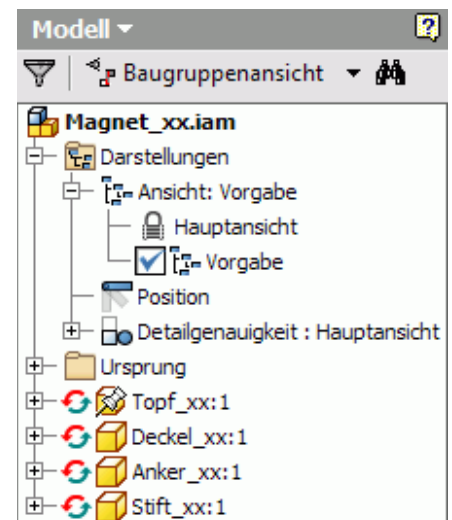 Modell
Baugruppenansicht
Magnet_xx.iam
Darstellungen
Ansicht: Vorgabe
Hauptansicht
Vorgabe
Position
Detailgenauigkeit : Hauptansicht
Ursprung
Topf_xx:1
Deckel_xx:1
Anker_xx:1
Stift_xx:1